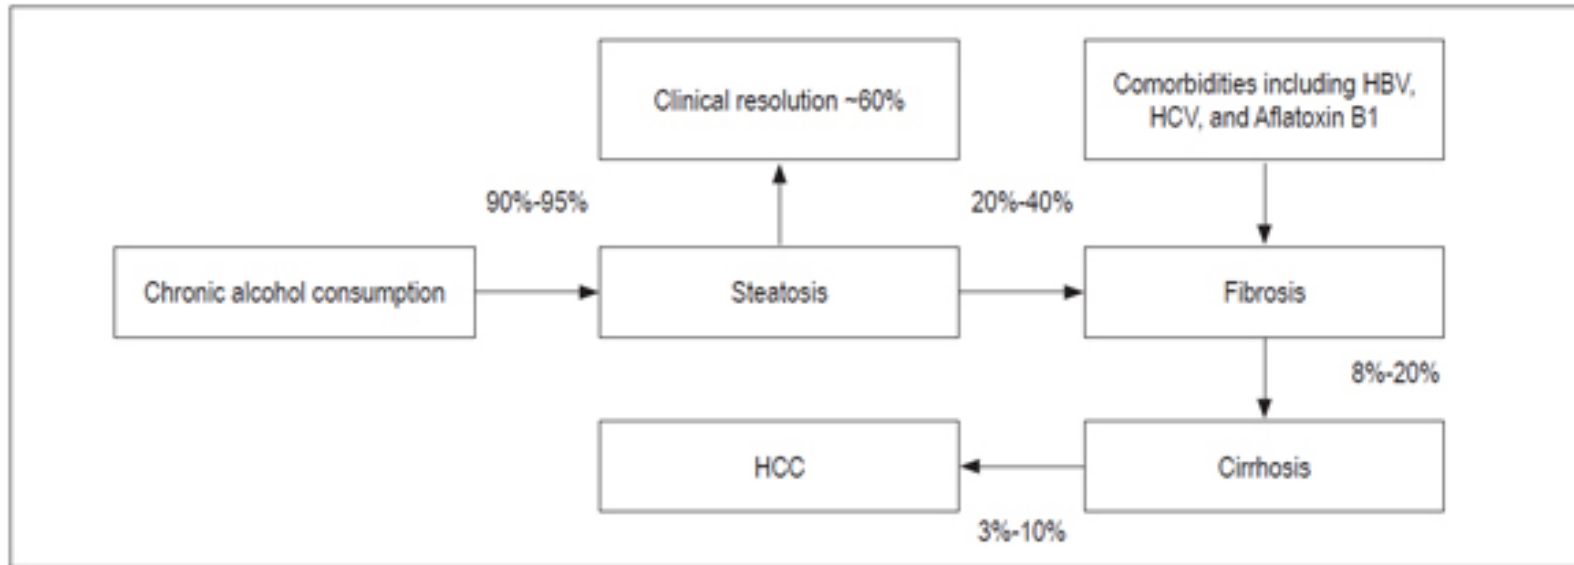 Clinical resolution ~60%
Comorbidities including HBV,
HCV, and Aflatoxin B1
90%-95%
20%-40%
Chronic alcohol consumption
Steatosis
Fibrosis
8%-20%
HCC
Cirrhosis
3%-10%